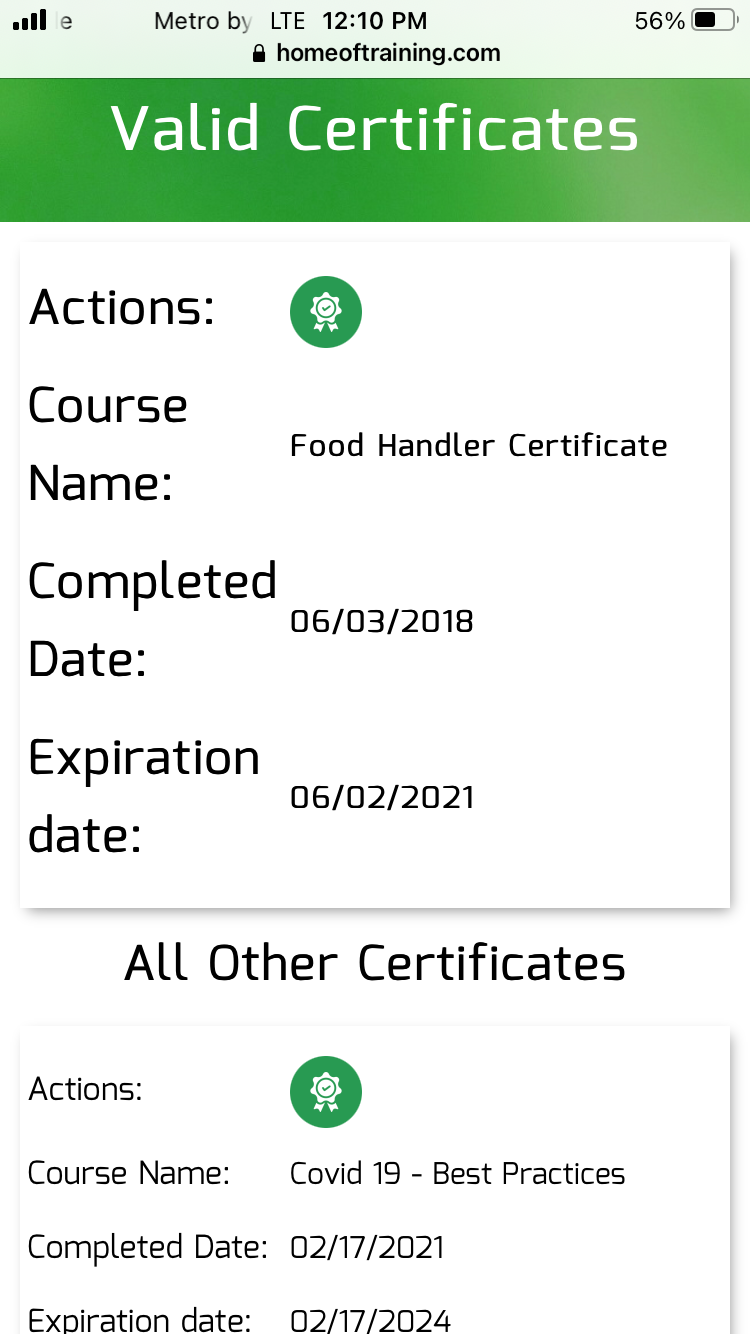 le Metro by LTE 12:10 PM 56%
homeoftraining.com
Valid Certificates
Actions:
Course
Name:
Food Handler Certificate
Completed
Date:
06/03/2018
Expiration
date:
06/02/2021
All Other Certificates
Actions:
Course Name: Covid 19 - Best Practices
Completed Date: 02/17/2021
Expiration date: 02/17/2024